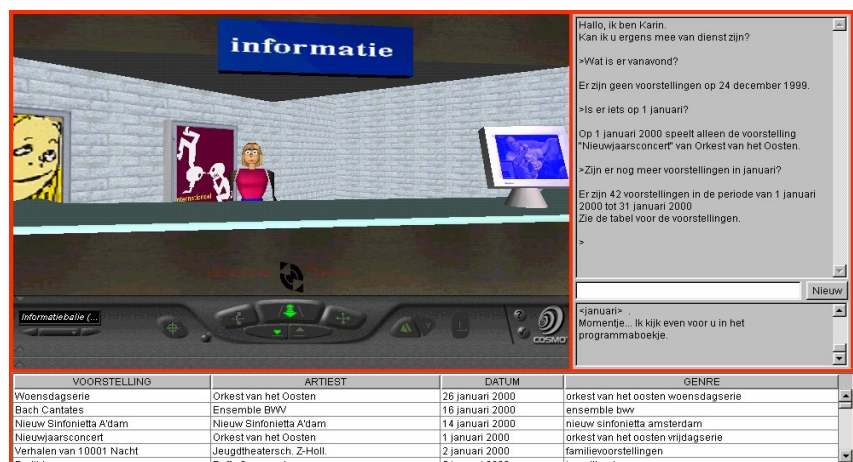 informatie
internationaal
Informatiebalie (...
COSMO
Hallo, ik ben Karin.
Kan ik u ergens mee van dienst zijn?
>Wat is er vanavond?
Er zijn geen voorstellingen op 24 december 1999.
>Is er iets op 1 januari?
Op 1 januari 2000 speelt alleen de voorstelling
"Nieuwjaarsconcert" van Orkest van het Oosten.
>Zijn er nog meer voorstellingen in januari?
Er zijn 42 voorstellingen in de periode van 1 januari
2000 tot 31 januari 2000
Zie de tabel voor de voorstellingen.
>
Nieuw
<januari> .
Momentje... Ik kijk even voor u in het
programmaboekje.
VOORSTELLING ARTIEST DATUM GENRE
Woensdagserie Orkest van het Oosten 26 januari 2000 orkest van het oosten woensdagserie
Bach Cantates Ensemble BWV 16 januari 2000 ensemble bwv
Nieuw Sinfonietta A'dam Nieuw Sinfonietta A'dam 14 januari 2000 nieuw sinfonietta amsterdam
Nieuwjaarsconcert Orkest van het Oosten 1 januari 2000 orkest van het oosten vrijdagserie
Verhalen van 10001 Nacht Jeugdtheatersch. Z-Holl. 2 januari 2000 familievoorstellingen